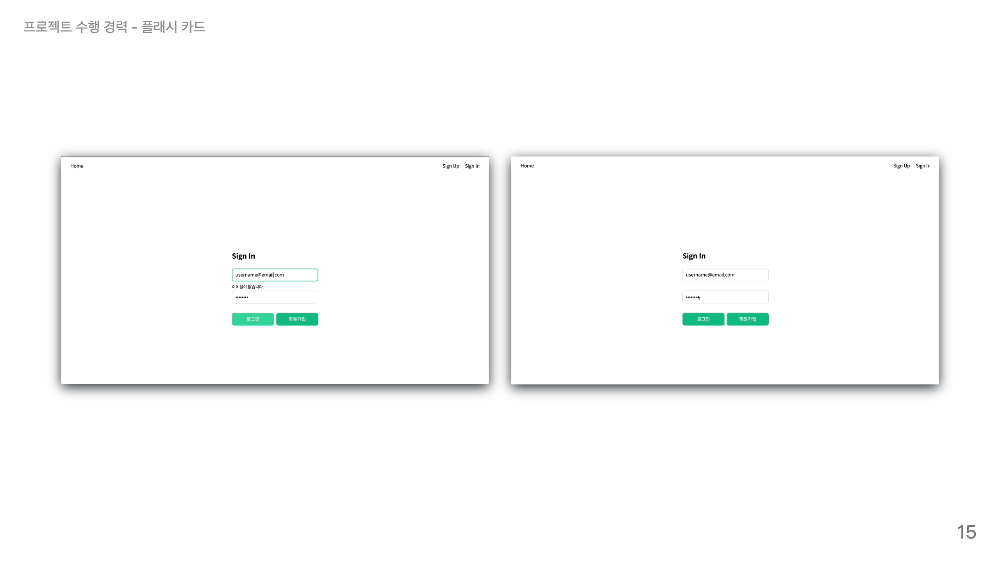 프로젝트 수행 경력 - 플래시 카드
Home
Sign Up Sign In
Sign In
username@email.com
이메일이 없습니다.
••••••••
로그인 회원가입
Home
Sign Up Sign In
Sign In
username@email.com
•••••••
로그인 회원가입
15